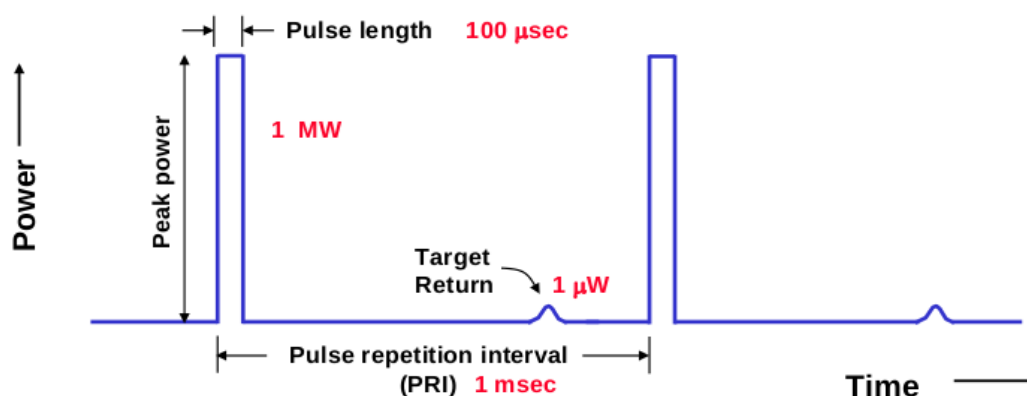 Pulse length 100 μsec
1 MW
Peak power
Power
Target
Return
1 μW
Pulse repetition interval
(PRI) 1 msec
Time